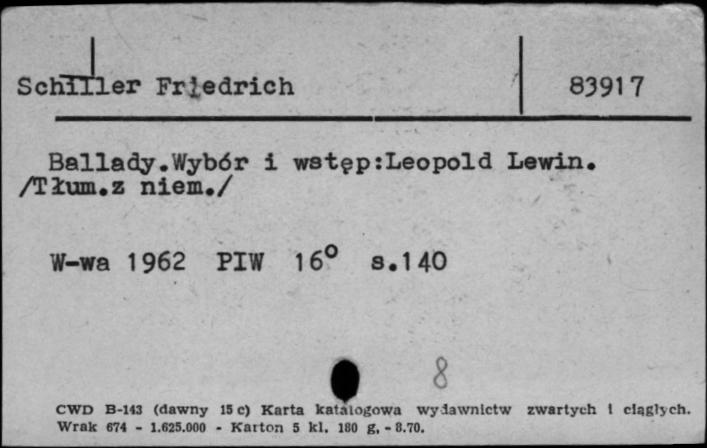 Schiller Friedrich 83917
Ballady.Wybór i wstęp:Leopold Lewin.
/Tłum.z niem./
W-wa 1962 PIW 16° s.140
8
CWD B-143 (dawny 15 c) Karta katalogowa wydawnictw zwartych i ciągłych.
Wrak 674 - 1.625.000 - Karton 5 kl. 180 g. - 8.70.